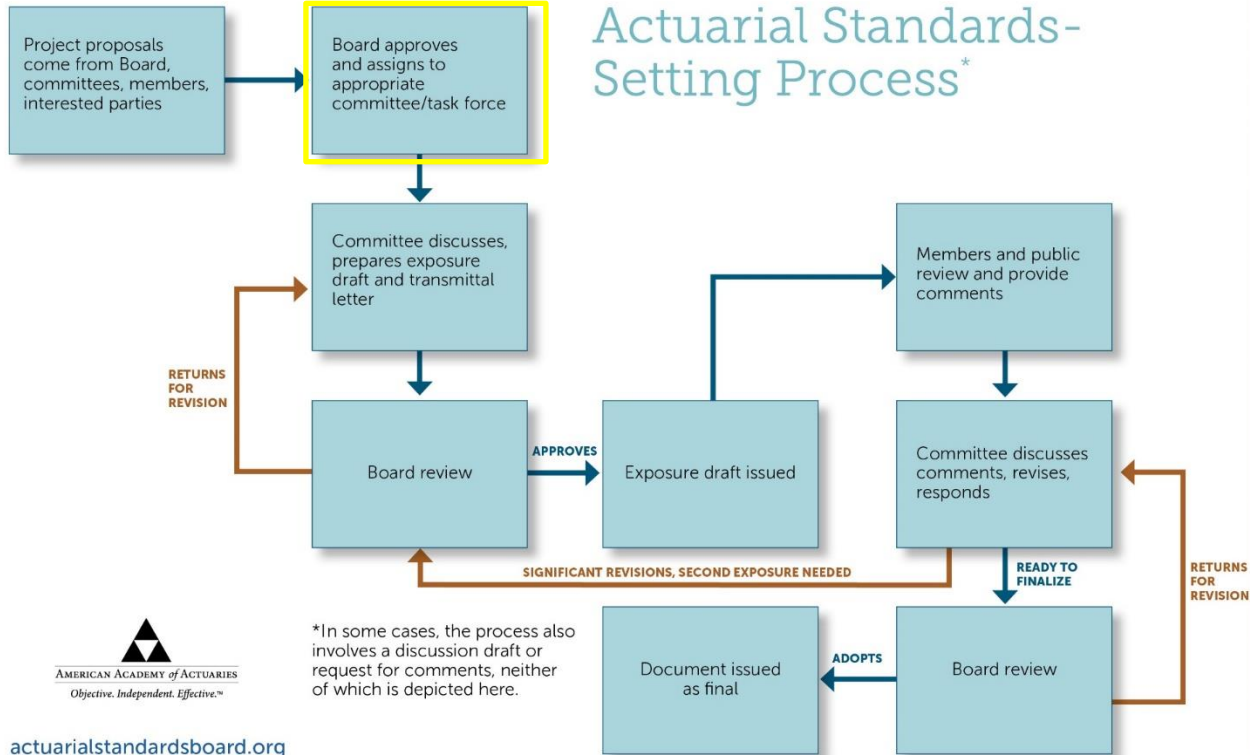 Actuarial Standards-
Setting Process*
Project proposals
come from Board,
committees, members,
interested parties
Board approves
and assigns to
appropriate
committee/task force
Committee discusses,
prepares exposure
draft and transmittal
letter
Members and public
review and provide
comments
RETURNS
FOR
REVISION
Board review
APPROVES
Exposure draft issued
Committee discusses
comments, revises,
responds
SIGNIFICANT REVISIONS, SECOND EXPOSURE NEEDED
READY TO
FINALIZE
RETURNS
FOR
REVISION
*In some cases, the process also
involves a discussion draft or
request for comments, neither
of which is depicted here.
Document issued
as final
ADOPTS
Board review
AMERICAN ACADEMY of ACTUARIES
Objective. Independent. Effective.™
actuarialstandardsboard.org